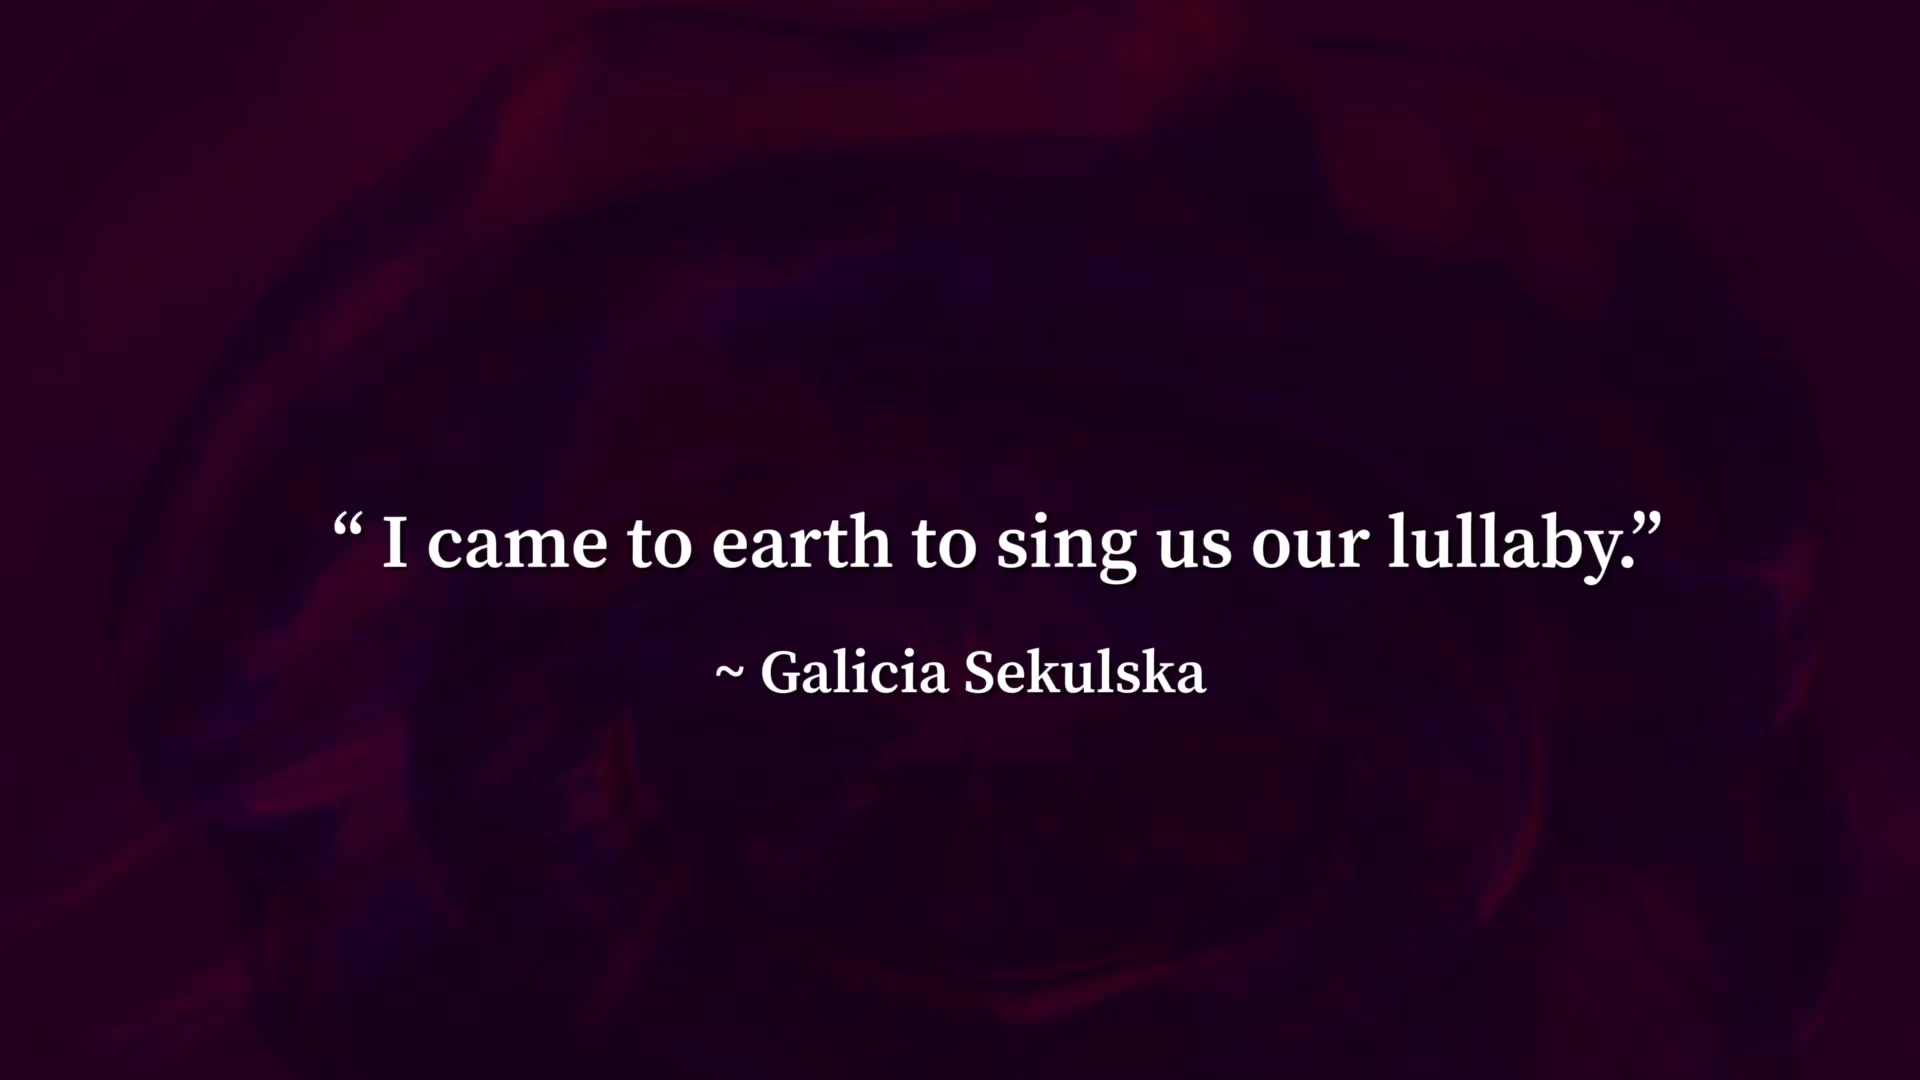 “ I came to earth to sing us our lullaby.”
~ Galicia Sekulska